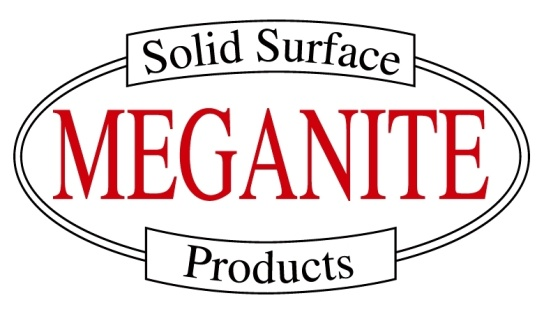 Solid Surface
MEGANITE
Products